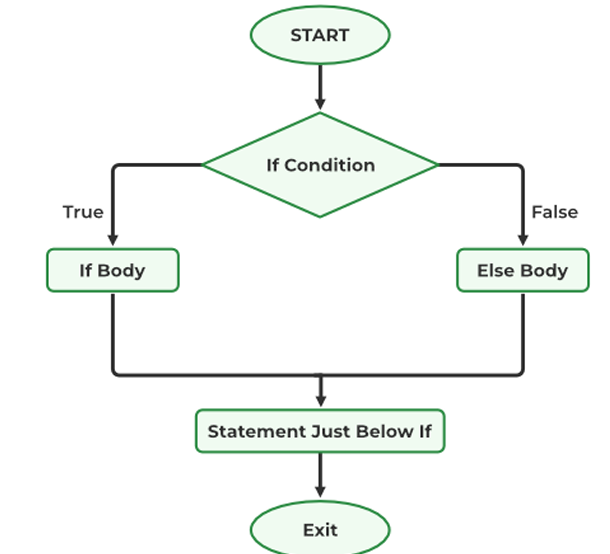 START
If Condition
True
False
If Body
Else Body
Statement Just Below If
Exit